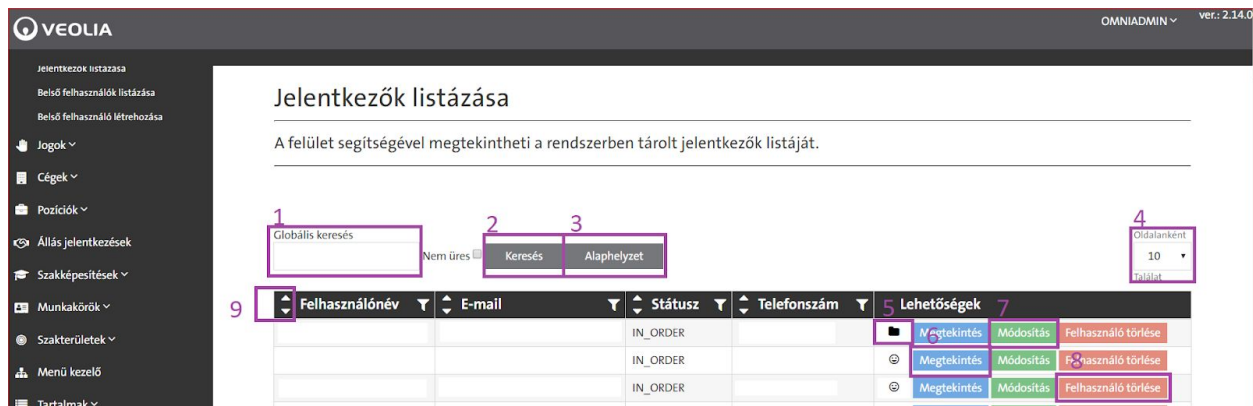 VEOLIA
OMNIADMIN
ver.: 2.14.0
Jelentkezők listázása
Belső felhasználók listázása
Belső felhasználó létrehozása
Jogok
Cégek
Pozíciók
Állás jelentkezések
Szakképesítések
Munkakörök
Szakterületek
Menü kezelő
Tartalmak
Jelentkezők listázása
A felület segítségével megtekintheti a rendszerben tárolt jelentkezők listáját.
1 2 3 4
Globális keresés
Nem üres Keresés Alaphelyzet
Oldalanként
10
Találat
9 Felhasználónév E-mail Státusz Telefonszám 5 Lehetőségek 7
IN_ORDER 6 Megtekintés Módosítás Felhasználó törlése
IN_ORDER Megtekintés Módosítás 8 Felhasználó törlése
IN_ORDER Megtekintés Módosítás Felhasználó törlése